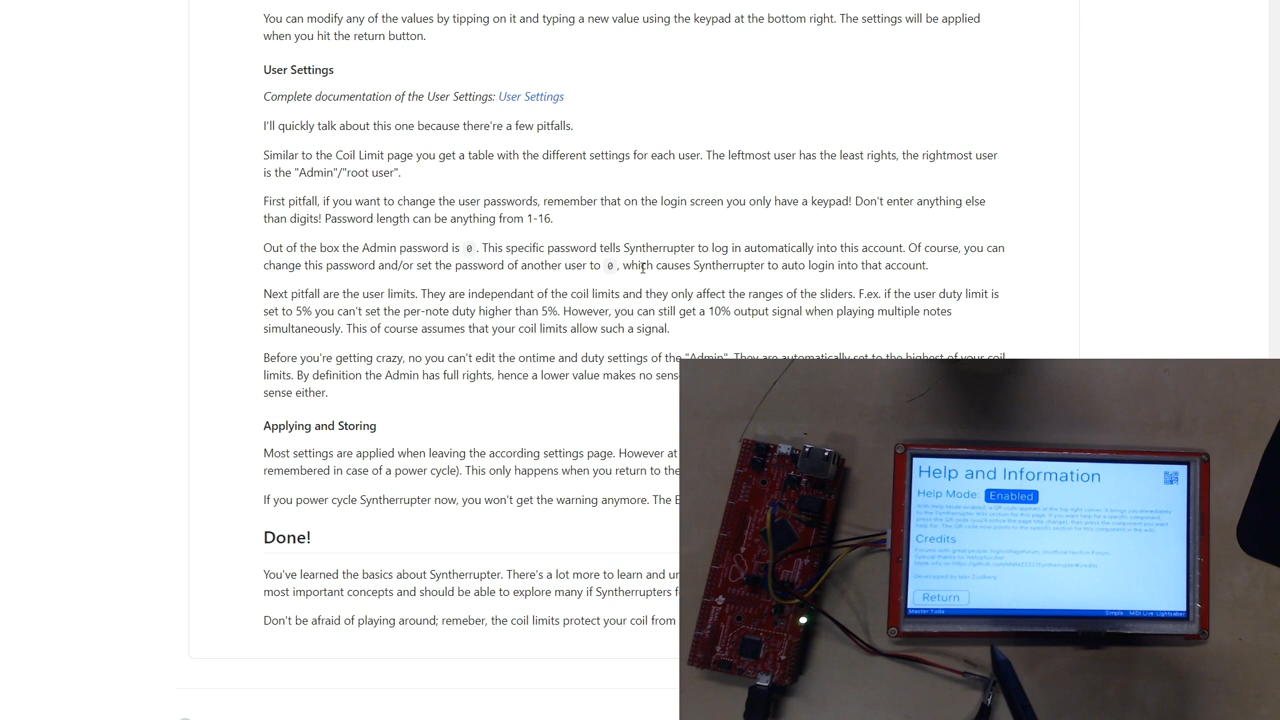 You can modify any of the values by tipping on it and typing a new value using the keypad at the bottom right. The settings will be applied
when you hit the return button.
User Settings
Complete documentation of the User Settings: User Settings
I'll quickly talk about this one because there're a few pitfalls.
Similar to the Coil Limit page you get a table with the different settings for each user. The leftmost user has the least rights, the rightmost user
is the "Admin"/"root user".
First pitfall, if you want to change the user passwords, remember that on the login screen you only have a keypad! Don't enter anything else
than digits! Password length can be anything from 1-16.
Out of the box the Admin password is 0. This specific password tells Syntherrupter to log in automatically into this account. Of course, you can
change this password and/or set the password of another user to 0, which causes Syntherrupter to auto login into that account.
Next pitfall are the user limits. They are independant of the coil limits and they only affect the ranges of the sliders. F.ex. if the user duty limit is
set to 5% you can't set the per-note duty higher than 5%. However, you can still get a 10% output signal when playing multiple notes
simultaneously. This of course assumes that your coil limits allow such a signal.
Before you're getting crazy, no you can't edit the ontime and duty settings of the "Admin". They are automatically set to the highest of your coil
limits. By definition the Admin has full rights, hence a lower value makes no sens
sense either.
Applying and Storing
Most settings are applied when leaving the according settings page. However at
remembered in case of a power cycle). This only happens when you return to the
If you power cycle Syntherrupter now, you won't get the warning anymore. The E
Done!
You've learned the basics about Syntherrupter. There's a lot more to learn and ur
most important concepts and should be able to explore many if Syntherrupters f
Don't be afraid of playing around; remeber, the coil limits protect your coil from
Help and Information
Help Mode: Enabled
Credits
Return
Master Yoda
Simple MIDI Live Lightsaber